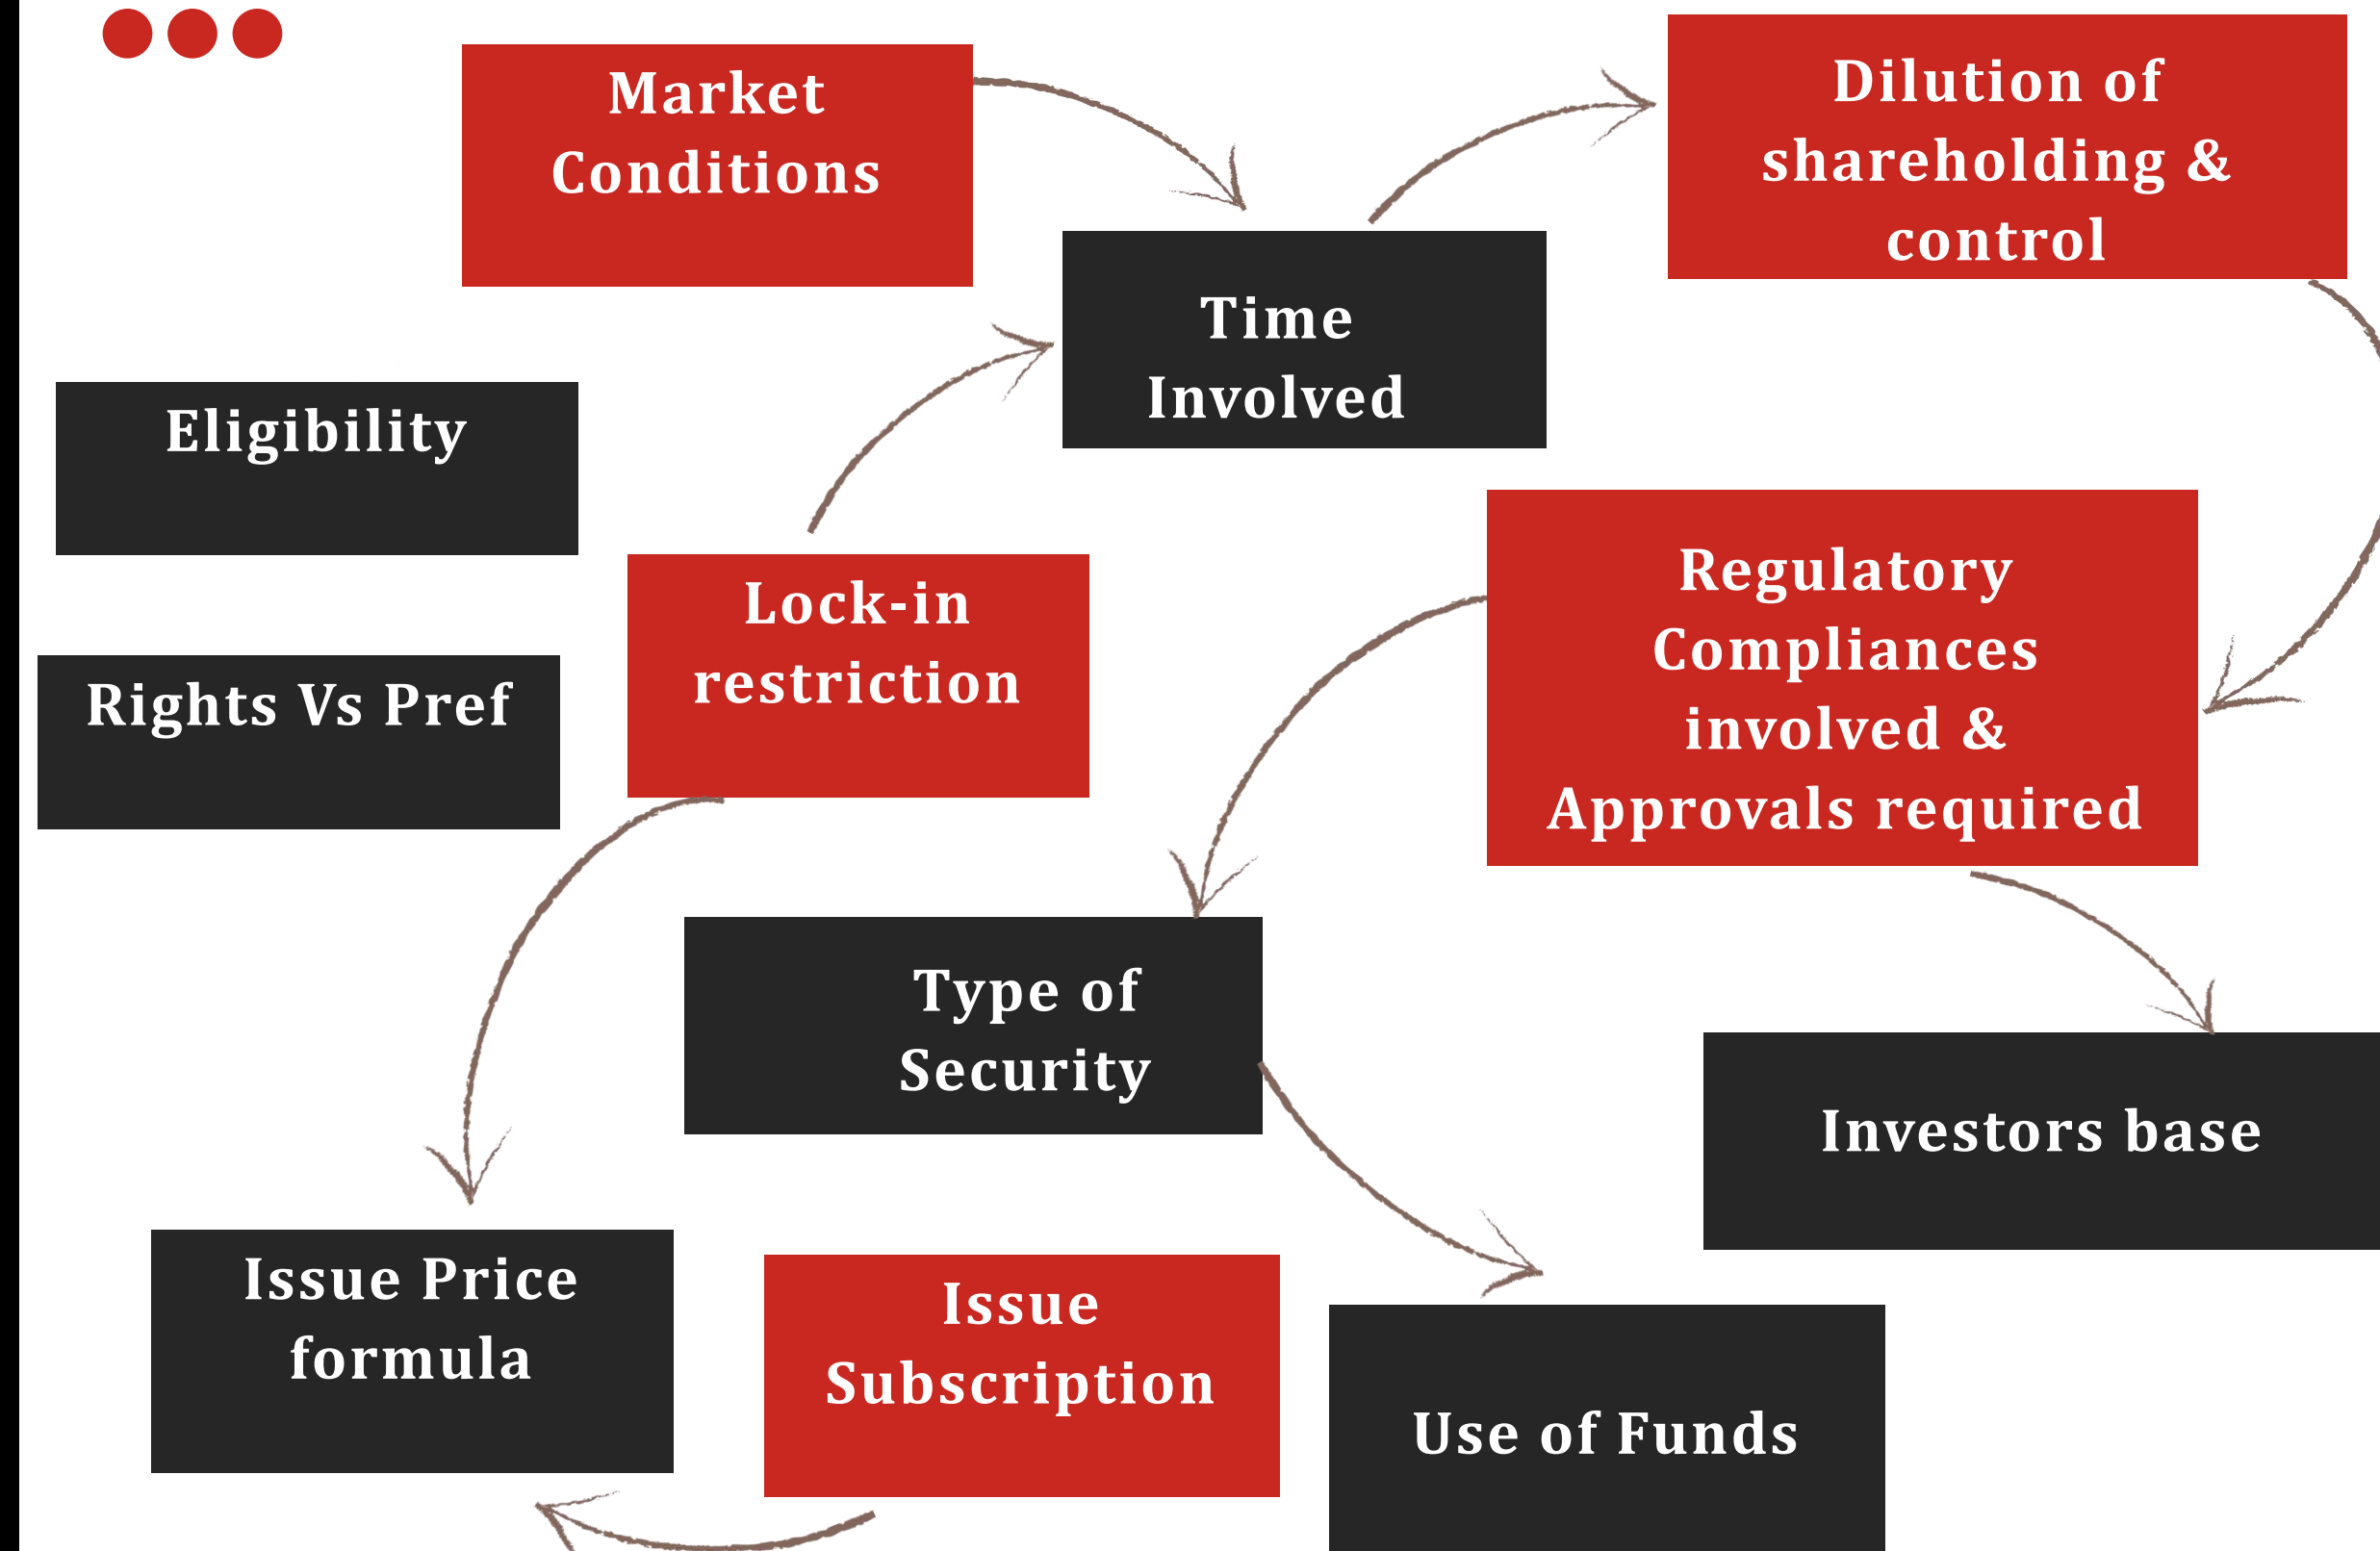 Market
Conditions
Dilution of
shareholding &
control
Time
Involved
Eligibility
Lock-in
restriction
Regulatory
Compliances
involved &
Approvals required
Rights Vs Pref
Type of
Security
Investors base
Issue Price
formula
Issue
Subscription
Use of Funds